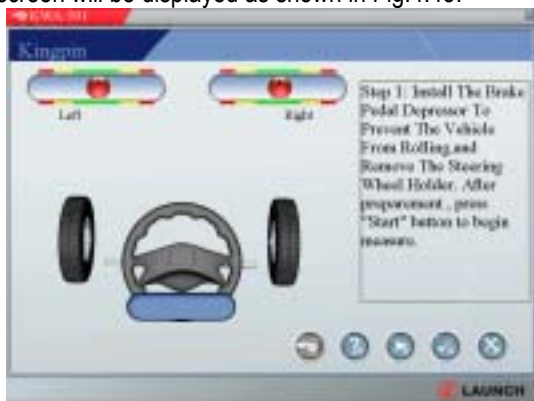 screen will be displayed as shown in Fig.
KWA-501
Kingpin
Left
Right
Step 1: Install The Brake
Pedal Depressor To
Prevent The Vehicle
From Rolling,and
Remove The Steering
Wheel Holder. After
preparement , press
"Start" button to begin
measure.
LAUNCH